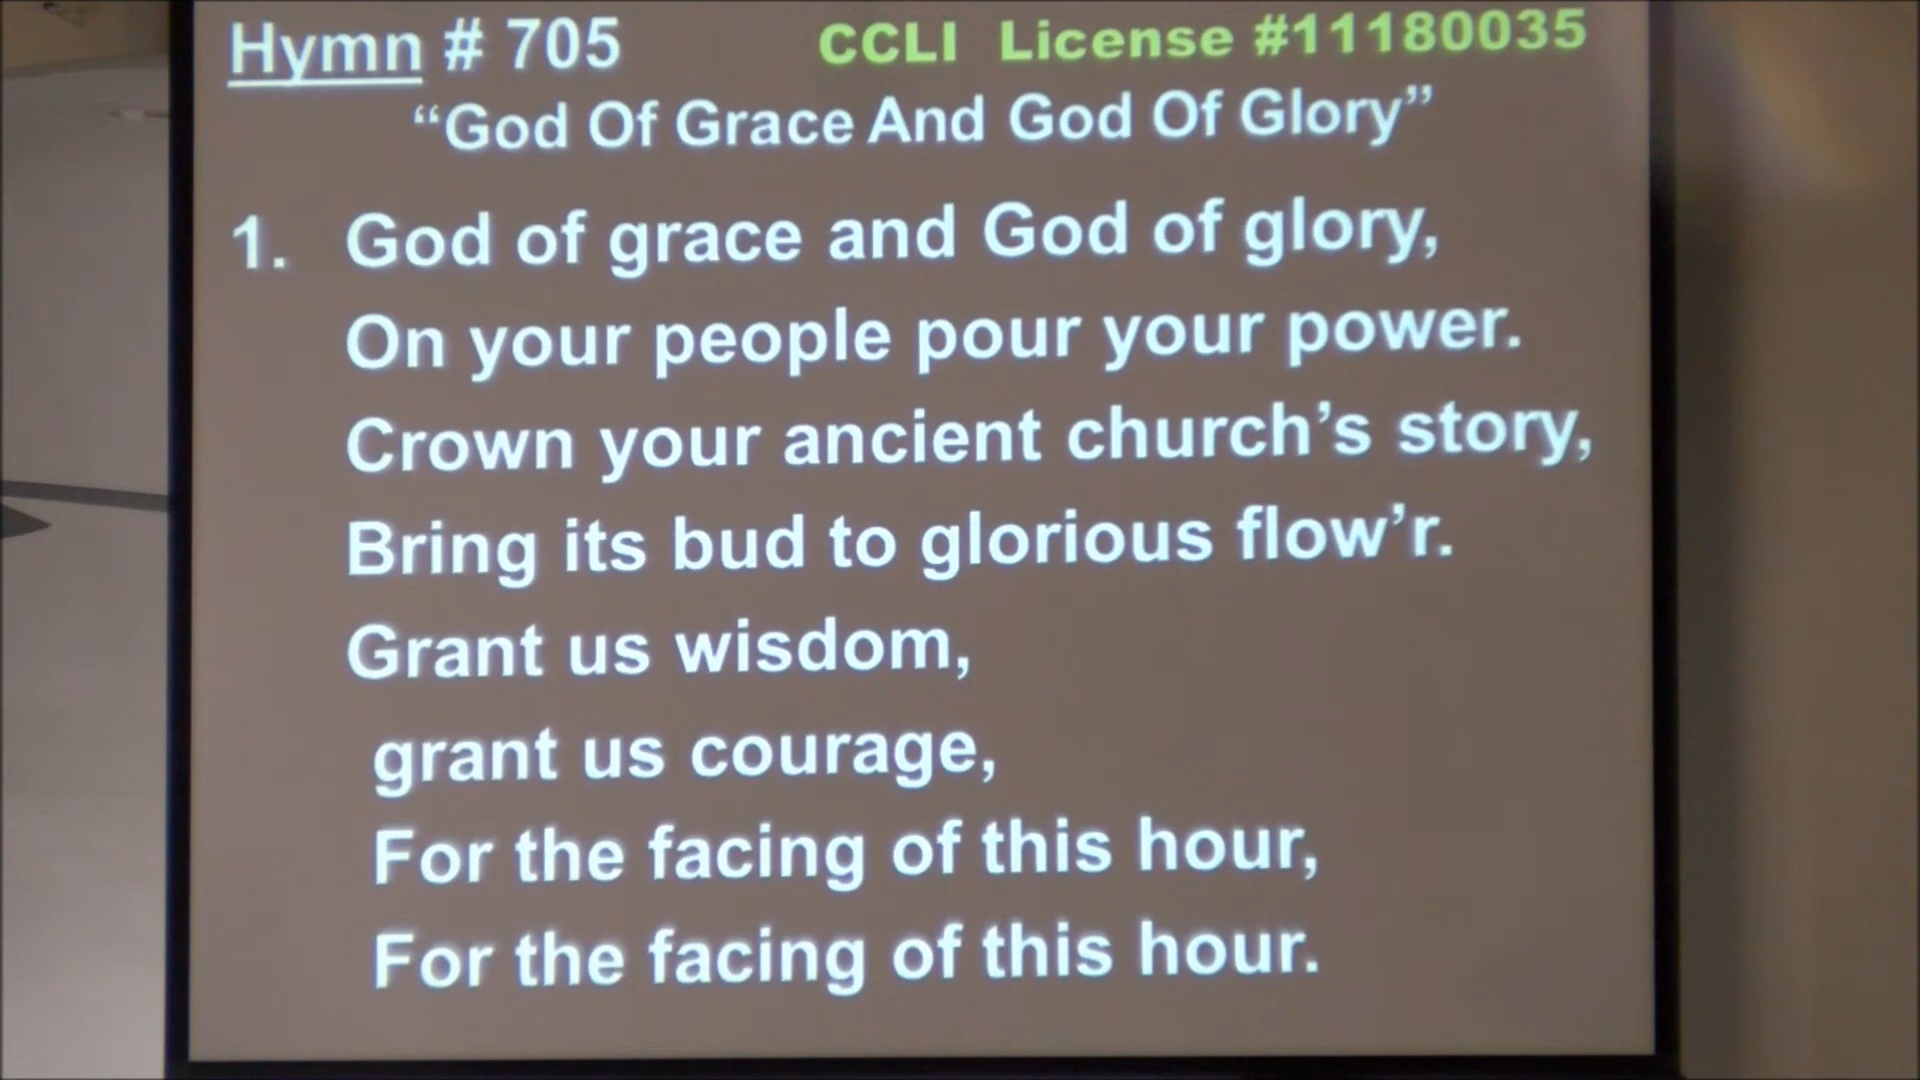 Hymn # 705 CCLI License #11180035
“God Of Grace And God Of Glory”
1. God of grace and God of glory,
On your people pour your power.
Crown your ancient church’s story,
Bring its bud to glorious flow’r.
Grant us wisdom,
grant us courage,
For the facing of this hour,
For the facing of this hour.